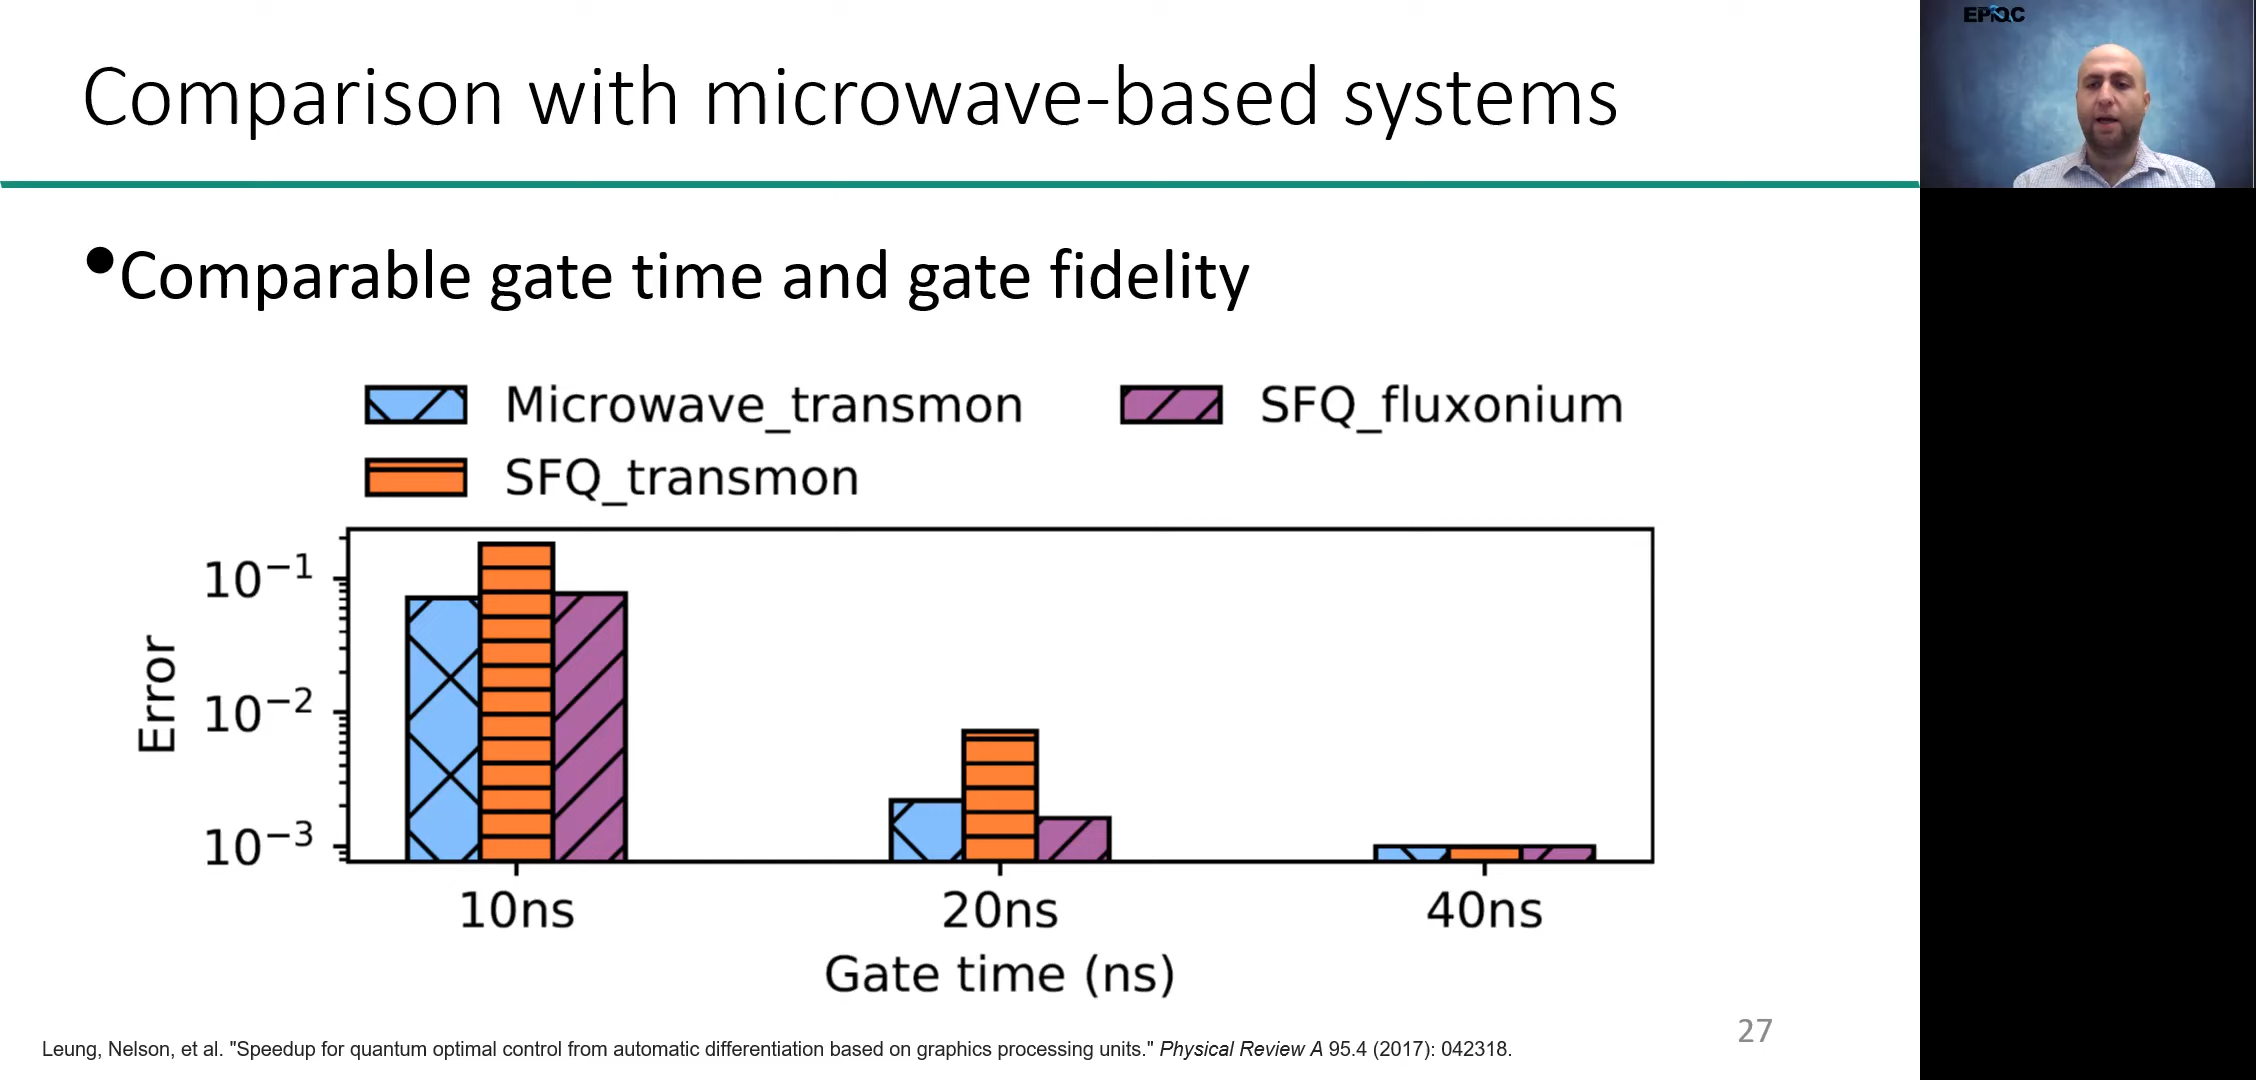 Comparison with microwave-based systems
EPiQC
•Comparable gate time and gate fidelity
Microwave_transmon
SFQ_fluxonium
SFQ_transmon
10⁻¹
10⁻²
10⁻³
Error
10ns
20ns
40ns
Gate time (ns)
27
Leung, Nelson, et al. "Speedup for quantum optimal control from automatic differentiation based on graphics processing units." Physical Review A 95.4 (2017): 042318.